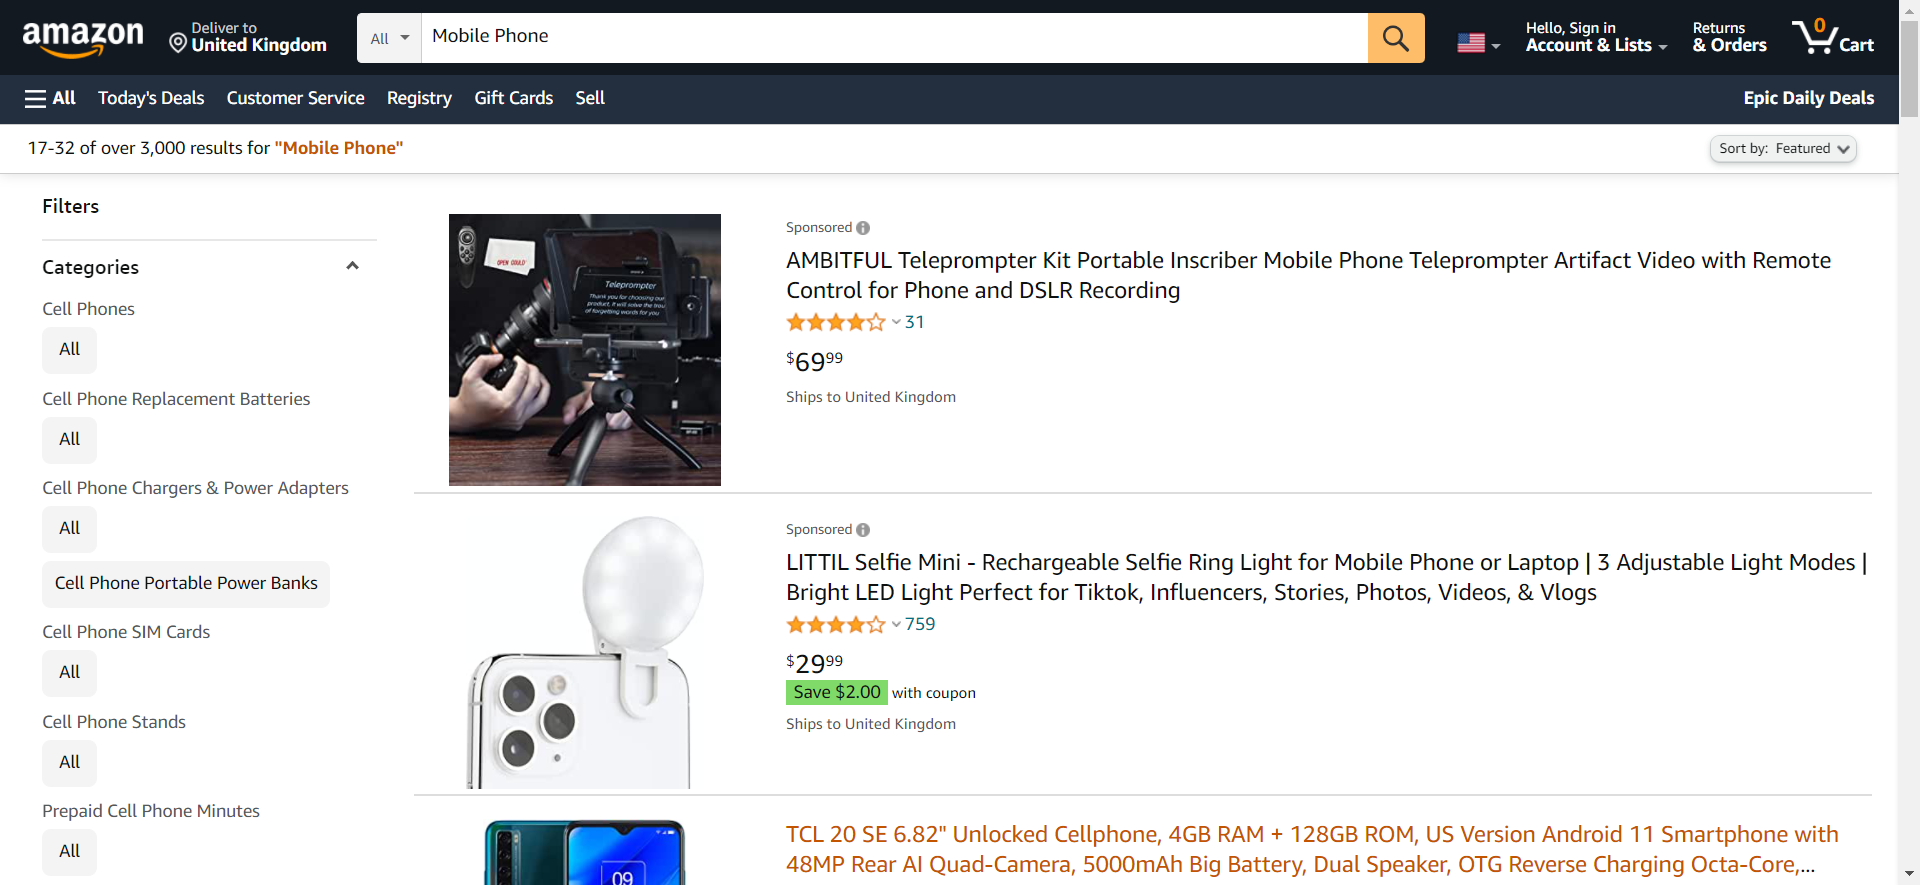 amazon
Deliver to
United Kingdom
All
Mobile Phone
Hello, Sign in
Account & Lists
Returns
& Orders
0
Cart
All
Today's Deals
Customer Service
Registry
Gift Cards
Sell
Epic Daily Deals
17-32 of over 3,000 results for "Mobile Phone"
Sort by: Featured
Filters
Categories
Cell Phones
All
Cell Phone Replacement Batteries
All
Cell Phone Chargers & Power Adapters
All
Cell Phone Portable Power Banks
Cell Phone SIM Cards
All
Cell Phone Stands
All
Prepaid Cell Phone Minutes
All
OPEN GOULD
Teleprompter
Thank you for choosing our
product, it will solve the trou
of forgetting words for you
Sponsored
AMBITFUL Teleprompter Kit Portable Inscriber Mobile Phone Teleprompter Artifact Video with Remote
Control for Phone and DSLR Recording
31
$69.99
Ships to United Kingdom
Sponsored
LITTIL Selfie Mini - Rechargeable Selfie Ring Light for Mobile Phone or Laptop | 3 Adjustable Light Modes |
Bright LED Light Perfect for Tiktok, Influencers, Stories, Photos, Videos, & Vlogs
759
$29.99
Save $2.00 with coupon
Ships to United Kingdom
09
TCL 20 SE 6.82" Unlocked Cellphone, 4GB RAM + 128GB ROM, US Version Android 11 Smartphone with
48MP Rear AI Quad-Camera, 5000mAh Big Battery, Dual Speaker, OTG Reverse Charging Octa-Core,...